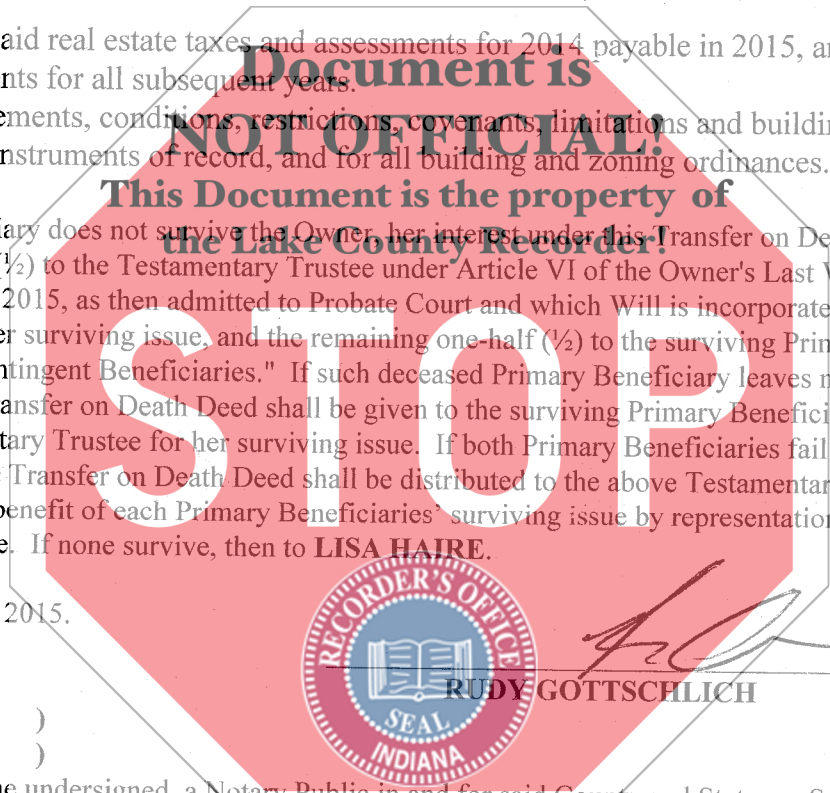 aid real estate taxes and assessments for 2014 payable in 2015, an
nts for all subsequent years.
Document is
ements, conditions, restrictions, covenants, limitations and buildin
NOT OFFICIAL!
nstruments of record, and for all building and zoning ordinances.
This Document is the property of
iary does not survive the Owner, her interest under this Transfer on De
the Lake County Recorder!
½) to the Testamentary Trustee under Article VI of the Owner's Last W
2015, as then admitted to Probate Court and which Will is incorporate
er surviving issue, and the remaining one-half (½) to the surviving Prim
ntingent Beneficiaries." If such deceased Primary Beneficiary leaves n
ansfer on Death Deed shall be given to the surviving Primary Benefici
STOP
tary Trustee for her surviving issue. If both Primary Beneficiaries fail
Transfer on Death Deed shall be distributed to the above Testamentar
benefit of each Primary Beneficiaries' surviving issue by representation
e. If none survive, then to LISA HAIRE.
2015.
RECORDER'S OFFICE
SEAL
INDIANA
RUDY GOTTSCHLICH
)
)
e undersigned, a Notary Public in and for said County and State